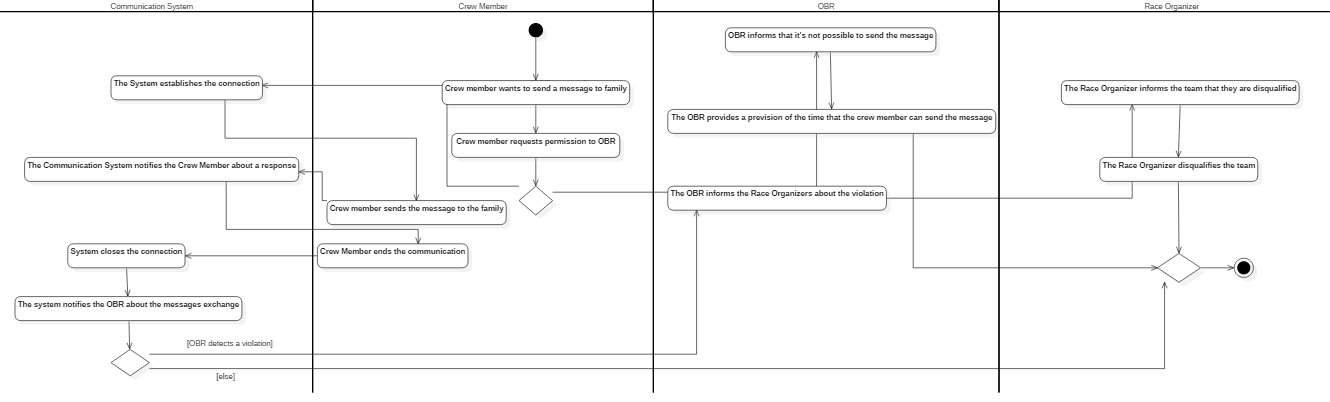 Communication System
Crew Member
OBR
Race Organizer
OBR informs that it's not possible to send the message
The System establishes the connection
Crew member wants to send a message to family
The Race Organizer informs the team that they are disqualified
The OBR provides a prevision of the time that the crew member can send the message
Crew member requests permission to OBR
The Communication System notifies the Crew Member about a response
The Race Organizer disqualifies the team
The OBR informs the Race Organizers about the violation
Crew member sends the message to the family
System closes the connection
Crew Member ends the communication
The system notifies the OBR about the messages exchange
[OBR detects a violation]
[else]